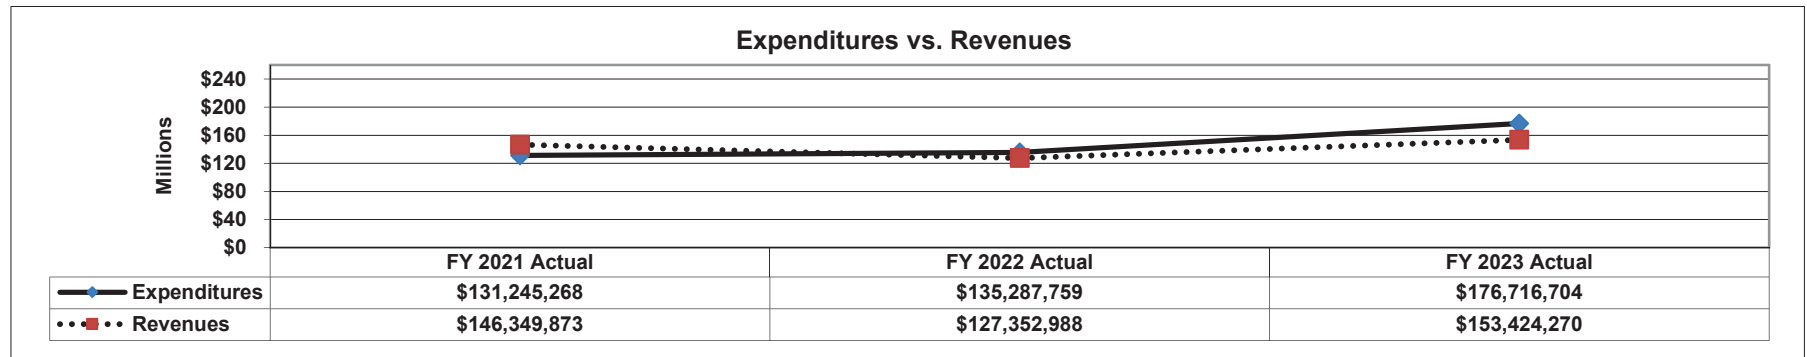 Expenditures vs. Revenues
$240
$200
$160
$120
$80
$40
$0
Millions
FY 2021 Actual FY 2022 Actual FY 2023 Actual
Expenditures $131,245,268 $135,287,759 $176,716,704
Revenues $146,349,873 $127,352,988 $153,424,270